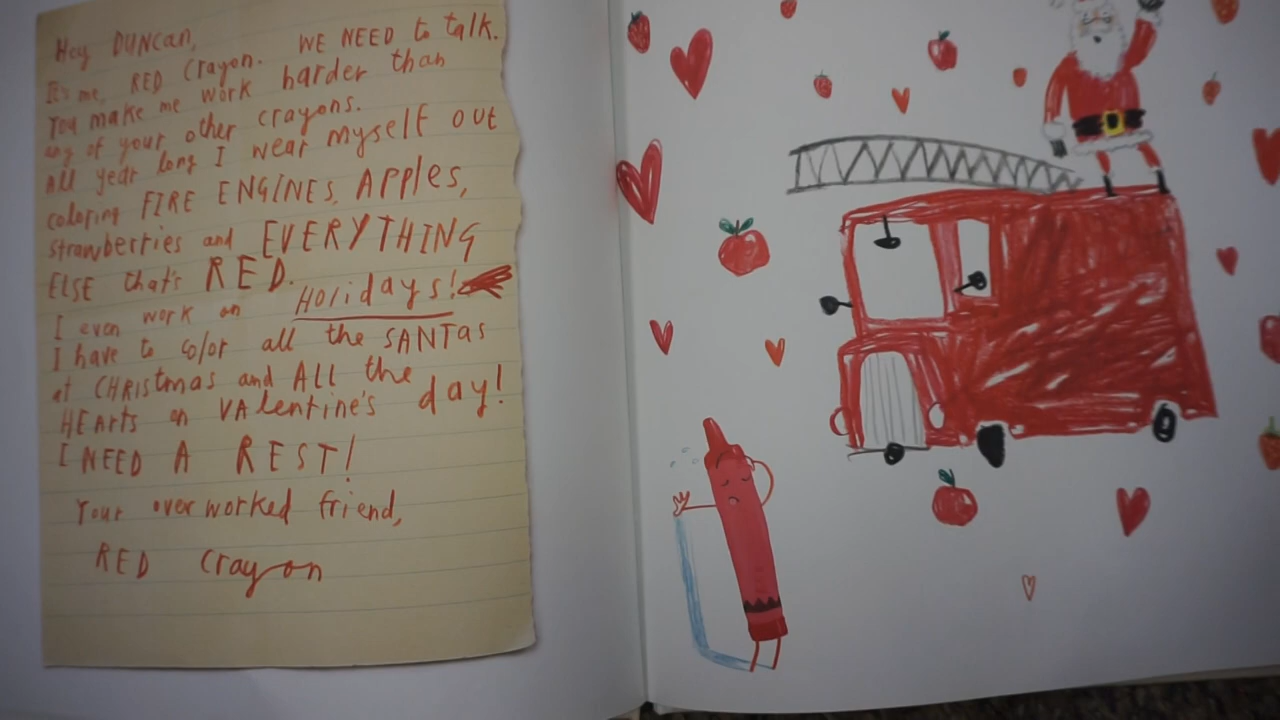 Hey DUNCAN,
It's me, RED Crayon. WE NEED to talk.
You make me work harder than
any of your other crayons.
All year long I wear myself out
coloring FIRE ENGINES, APPles,
strawberries and EVERYTHING
ELSE that's RED.
I even work on HOlidays!
I have to color all the SANTAs
at CHRistmas and All the
HEArts on VAlentine's day!
I NEED A REST!
Your overworked friend,
RED Crayon